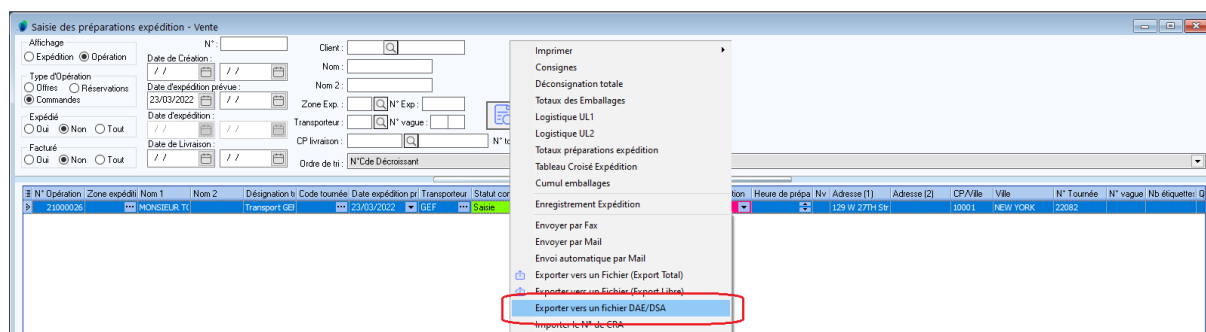 Saisie des préparations expédition - Vente
Affichage
Expédition Opération
Type d'Opération
Offres Réservations
Commandes
Expédié
Oui Non Tout
Facturé
Oui Non Tout
N° :
Date de Création :
/ / / /
Date d'expédition prévue :
23/03/2022 / /
Date d'expédition :
/ / / /
Date de Livraison :
/ / / /
Client :
Nom :
Nom 2 :
Zone Exp. : N° Exp :
Transporteur : N° vague :
CP livraison : N° to
Ordre de tri : N°Cde Décroissant
Imprimer
Consignes
Déconsignation totale
Totaux des Emballages
Logistique UL1
Logistique UL2
Totaux préparations expédition
Tableau Croisé Expédition
Cumul emballages
Enregistrement Expédition
Envoyer par Fax
Envoyer par Mail
Envoi automatique par Mail
Exporter vers un Fichier (Export Total)
Exporter vers un Fichier (Export Libre)
Exporter vers un fichier DAE/DSA
Importer le N° de CRA
N° Opération Zone expéditi Nom 1 Nom 2 Désignation t Code tournée Date expédition pr Transporteur Statut cor tion Heure de prépa Nv Adresse (1) Adresse (2) CP/Ville Ville N° Tournée N° vague Nb étiquette Q
21000026 MONSIEUR TO Transport GEF 23/03/2022 GEF Saisie 129 W 27TH Str 10001 NEW YORK 22082